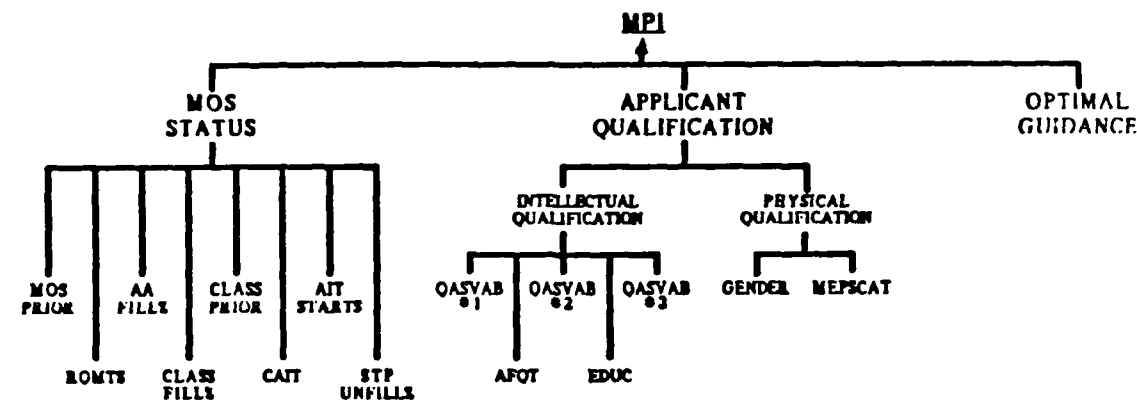 MPI
MOS
STATUS
APPLICANT
QUALIFICATION
OPTIMAL
GUIDANCE
INTELLECTUAL
QUALIFICATION
PHYSICAL
QUALIFICATION
MOS
PRIOR
AA
FILLS
CLASS
PRIOR
AIT
STARTS
QASVAB
#1
QASVAB
#2
QASVAB
#3
GENDER
MEPSCAT
ROMTS
CLASS
FILLS
CAIT
STP
UNFILLS
AFQT
EDUC